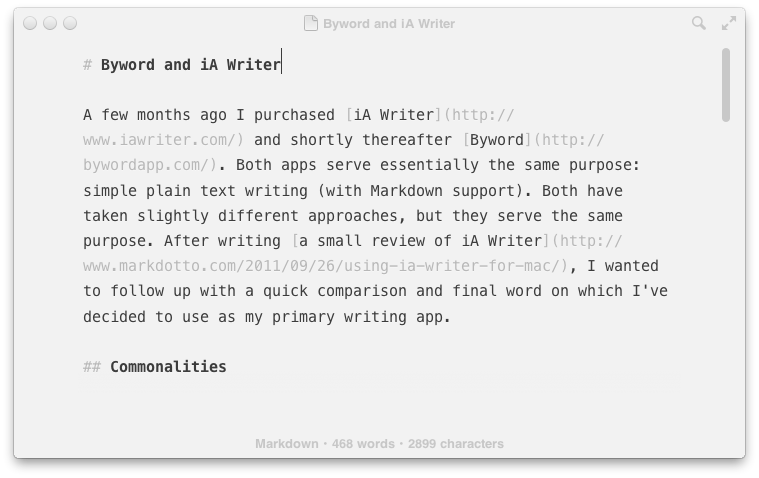 Byword and iA Writer
# Byword and iA Writer
A few months ago I purchased [iA Writer](http://
www.iawriter.com/) and shortly thereafter [Byword](http://
bywordapp.com/). Both apps serve essentially the same purpose:
simple plain text writing (with Markdown support). Both have
taken slightly different approaches, but they serve the same
purpose. After writing [a small review of iA Writer](http://
www.markdotto.com/2011/09/26/using-ia-writer-for-mac/), I wanted
to follow up with a quick comparison and final word on which I've
decided to use as my primary writing app.
## Commonalities
Markdown • 468 words • 2899 characters